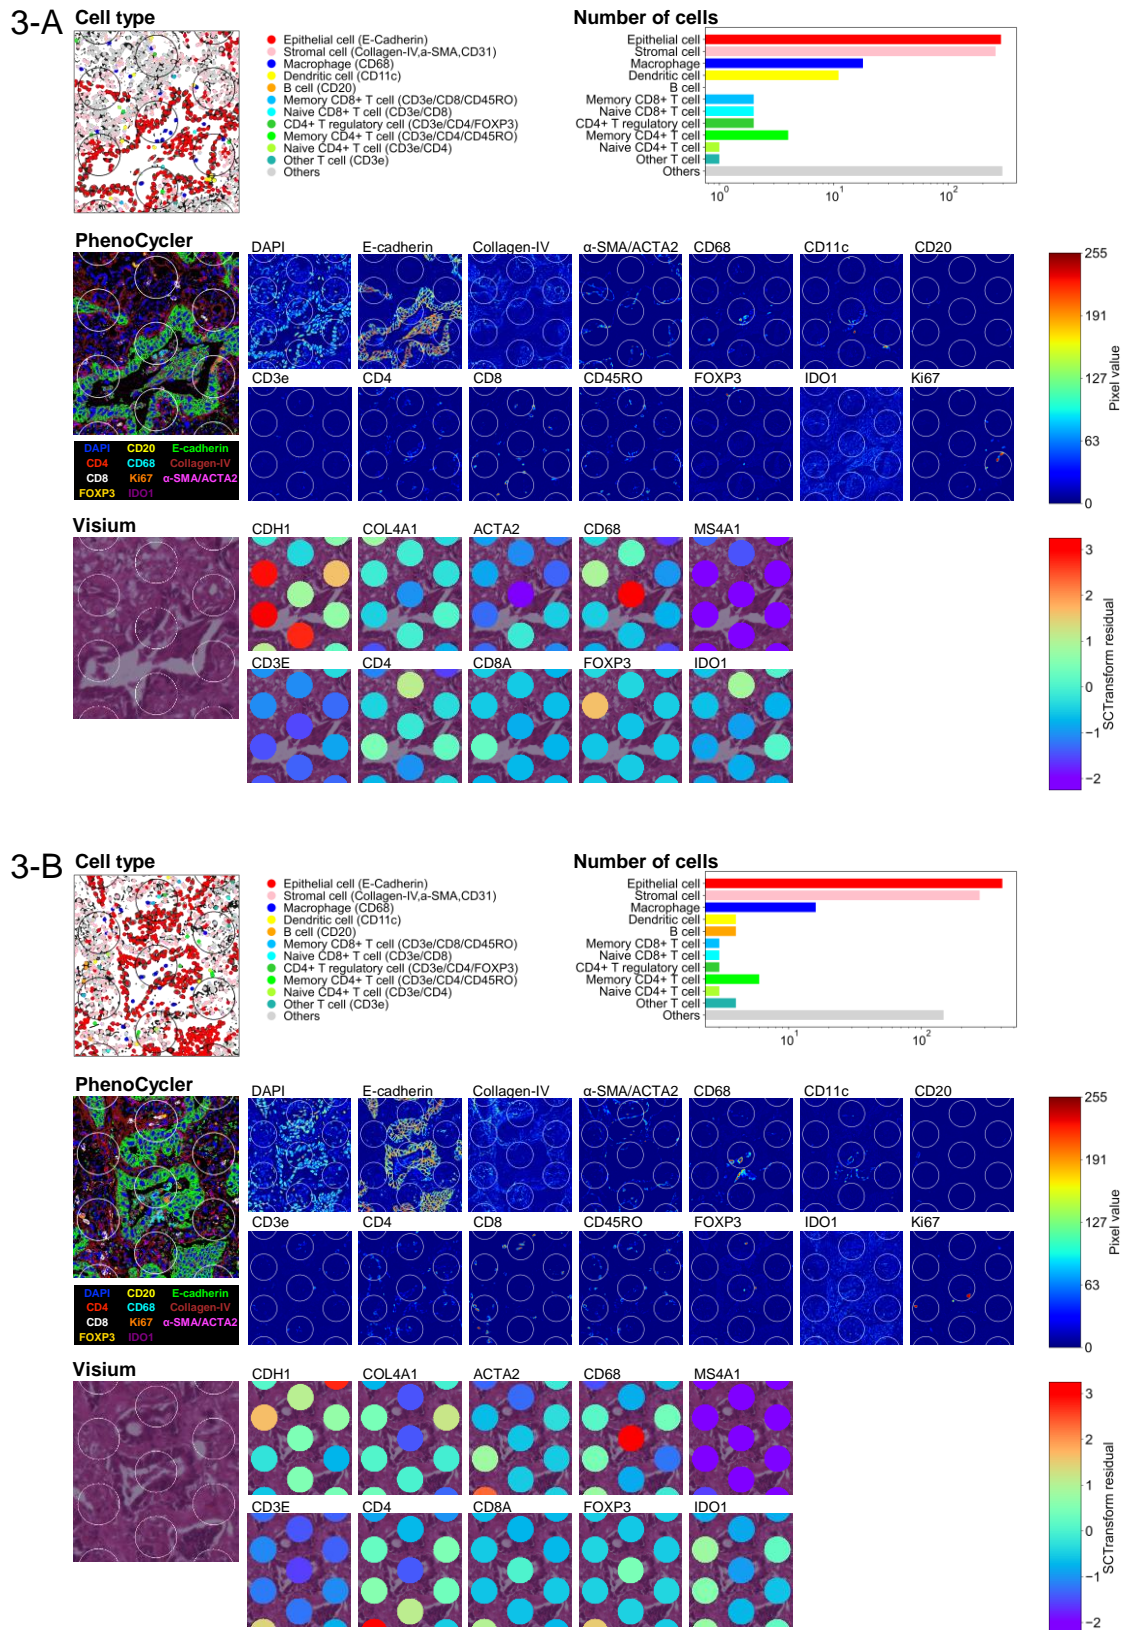 3-A
Cell type
Epithelial cell (E-Cadherin)
Stromal cell (Collagen-IV,a-SMA,CD31)
Macrophage (CD68)
Dendritic cell (CD11c)
B cell (CD20)
Memory CD8+ T cell (CD3e/CD8/CD45RO)
Naive CD8+ T cell (CD3e/CD8)
CD4+ T regulatory cell (CD3e/CD4/FOXP3)
Memory CD4+ T cell (CD3e/CD4/CD45RO)
Naive CD4+ T cell (CD3e/CD4)
Other T cell (CD3e)
Others
Number of cells
Epithelial cell
Stromal cell
Macrophage
Dendritic cell
B cell
Memory CD8+ T cell
Naive CD8+ T cell
CD4+ T regulatory cell
Memory CD4+ T cell
Naive CD4+ T cell
Other T cell
Others
10⁰ 10¹ 10²
PhenoCycler
DAPI E-cadherin Collagen-IV α-SMA/ACTA2 CD68 CD11c CD20
CD3e CD4 CD8 CD45RO FOXP3 IDO1 Ki67
255
191
127
63
0
Pixel value
DAPI CD20 E-cadherin
CD4 CD68 Collagen-IV
CD8 Ki67 α-SMA/ACTA2
FOXP3 IDO1
Visium
CDH1 COL4A1 ACTA2 CD68 MS4A1
CD3E CD4 CD8A FOXP3 IDO1
3
2
1
0
−1
−2
SCTransform residual
3-B
Cell type
Epithelial cell (E-Cadherin)
Stromal cell (Collagen-IV,a-SMA,CD31)
Macrophage (CD68)
Dendritic cell (CD11c)
B cell (CD20)
Memory CD8+ T cell (CD3e/CD8/CD45RO)
Naive CD8+ T cell (CD3e/CD8)
CD4+ T regulatory cell (CD3e/CD4/FOXP3)
Memory CD4+ T cell (CD3e/CD4/CD45RO)
Naive CD4+ T cell (CD3e/CD4)
Other T cell (CD3e)
Others
Number of cells
Epithelial cell
Stromal cell
Macrophage
Dendritic cell
B cell
Memory CD8+ T cell
Naive CD8+ T cell
CD4+ T regulatory cell
Memory CD4+ T cell
Naive CD4+ T cell
Other T cell
Others
10¹ 10²
PhenoCycler
DAPI E-cadherin Collagen-IV α-SMA/ACTA2 CD68 CD11c CD20
CD3e CD4 CD8 CD45RO FOXP3 IDO1 Ki67
255
191
127
63
0
Pixel value
DAPI CD20 E-cadherin
CD4 CD68 Collagen-IV
CD8 Ki67 α-SMA/ACTA2
FOXP3 IDO1
Visium
CDH1 COL4A1 ACTA2 CD68 MS4A1
CD3E CD4 CD8A FOXP3 IDO1
3
2
1
0
−1
−2
SCTransform residual